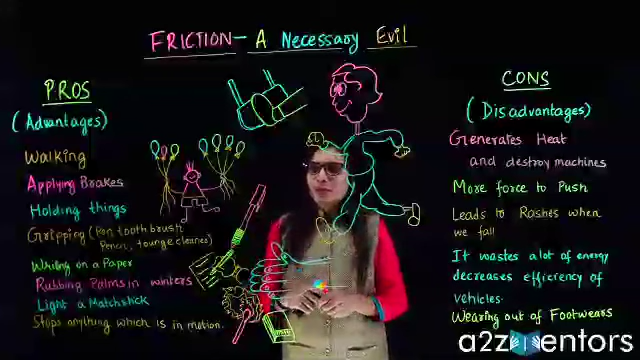 FRICTION - A Necessary Evil
PROS
(Advantages)
Walking
Applying Brakes
Holding things
Gripping (Pen, tooth brush
Pencil, tounge cleaner)
Writing on a Paper
Rubbing Palms in winters
Light a Matchstick
Stops anything which is in motion.
CONS
(Disadvantages)
Generates Heat
and destroy machines
More force to Push
Leads to Rashes when
we fall
It wastes a lot of energy
decreases efficiency of
vehicles.
Wearing out of Footwears
a2zMentors